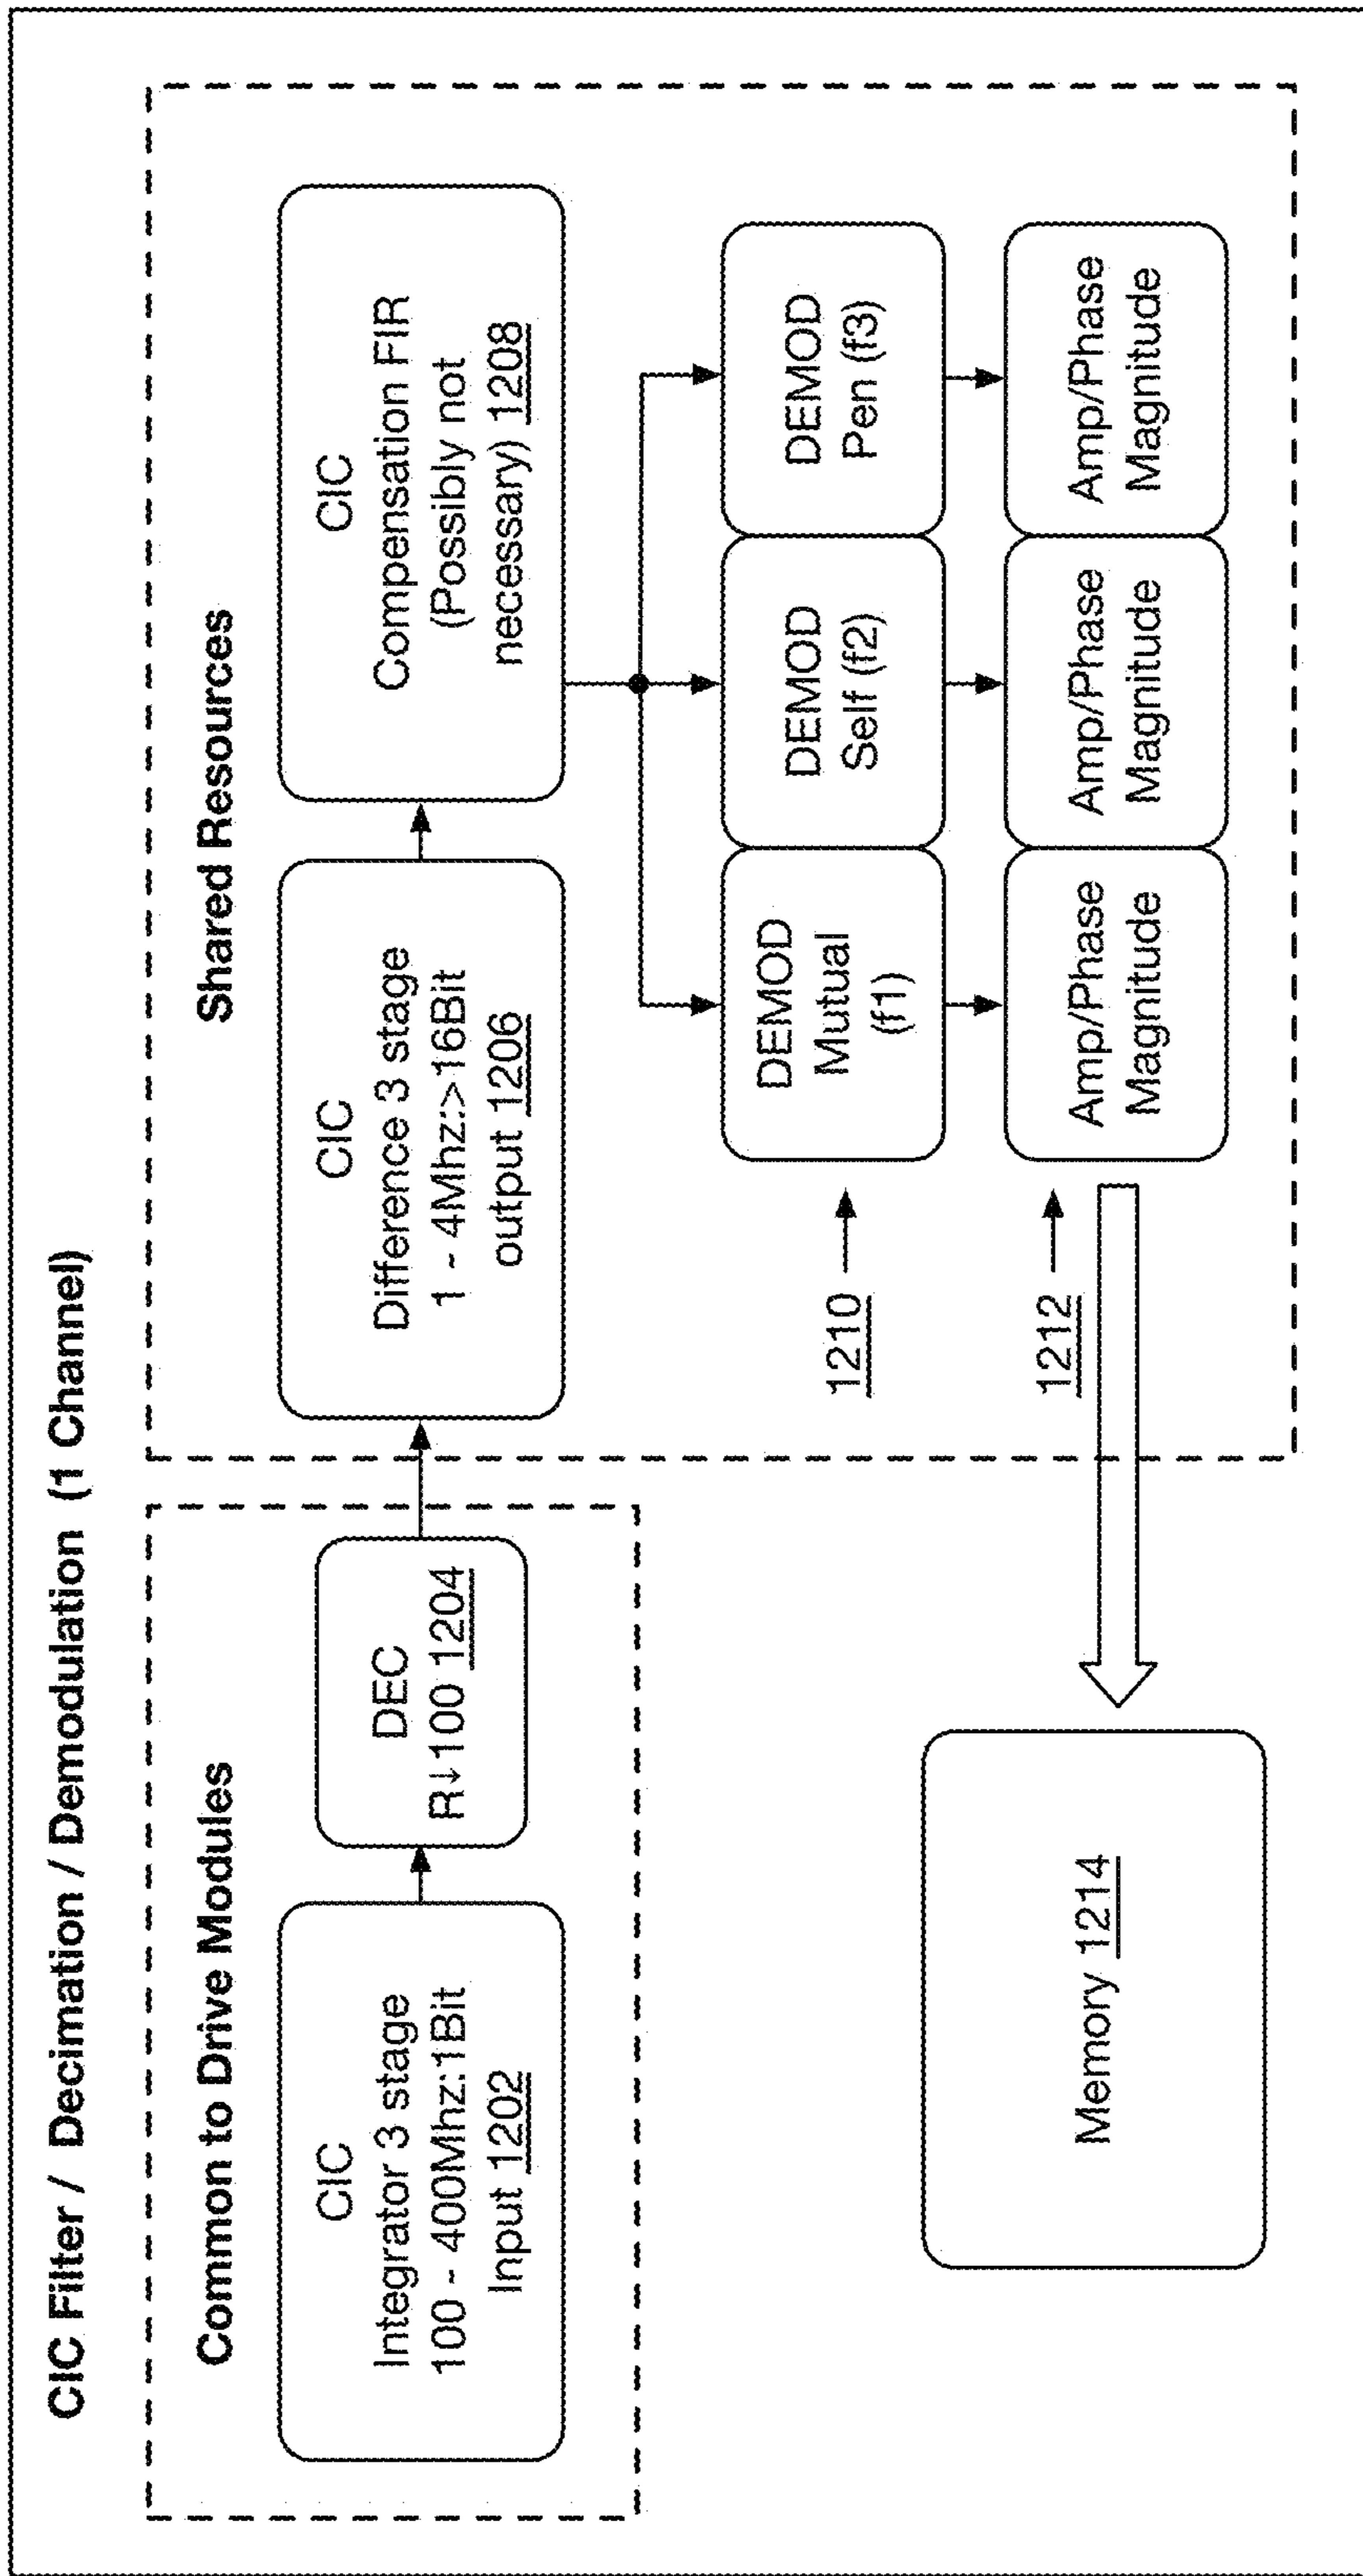 CIC Filter / Decimation / Demodulation (1 Channel)
Common to Drive Modules
CIC
Integrator 3 stage
100 - 400Mhz:1Bit
Input 1202
DEC
R↓100 1204
Shared Resources
CIC
Difference 3 stage
1 - 4Mhz:>16Bit
output 1206
CIC
Compensation FIR
(Possibly not
necessary) 1208
1210
DEMOD
Mutual
(f1)
DEMOD
Self (f2)
DEMOD
Pen (f3)
1212
Amp/Phase
Magnitude
Amp/Phase
Magnitude
Amp/Phase
Magnitude
Memory 1214